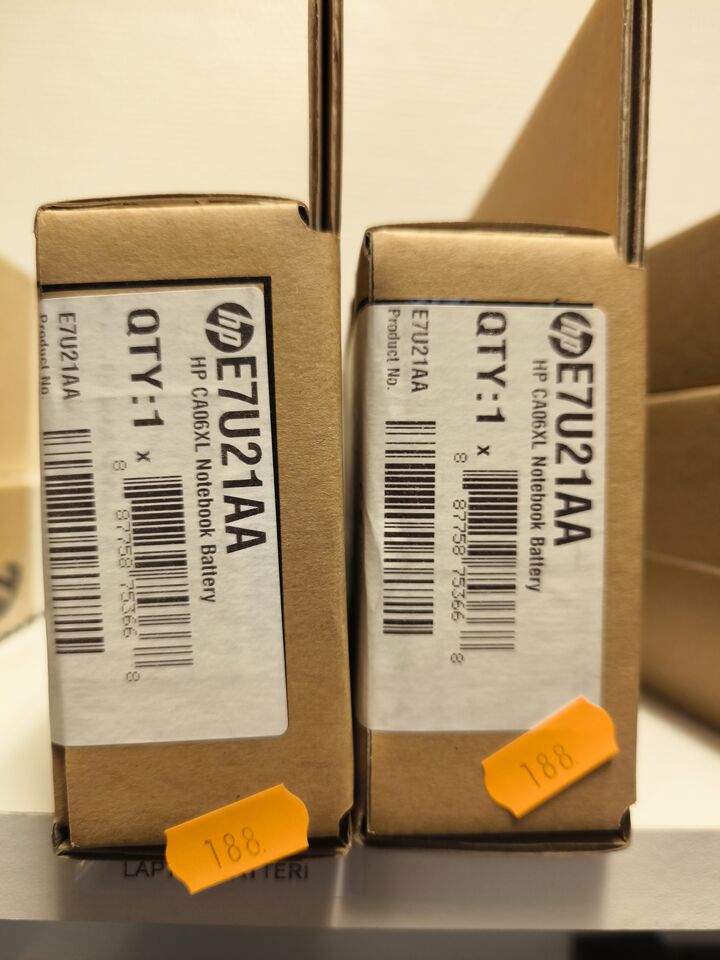 hp E7U21AA
HP CA06XL Notebook Battery
QTY:1 x
8 87758 75366 8
E7U21AA
Product No.
188.
hp E7U21AA
HP CA06XL Notebook Battery
QTY:1 x
8 87758 75366 8
E7U21AA
Product No.
188.